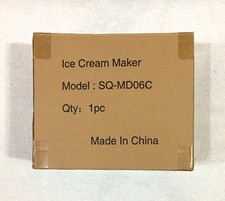 Ice Cream Maker
Model : SQ-MD06C
Qty： 1pc
Made In China